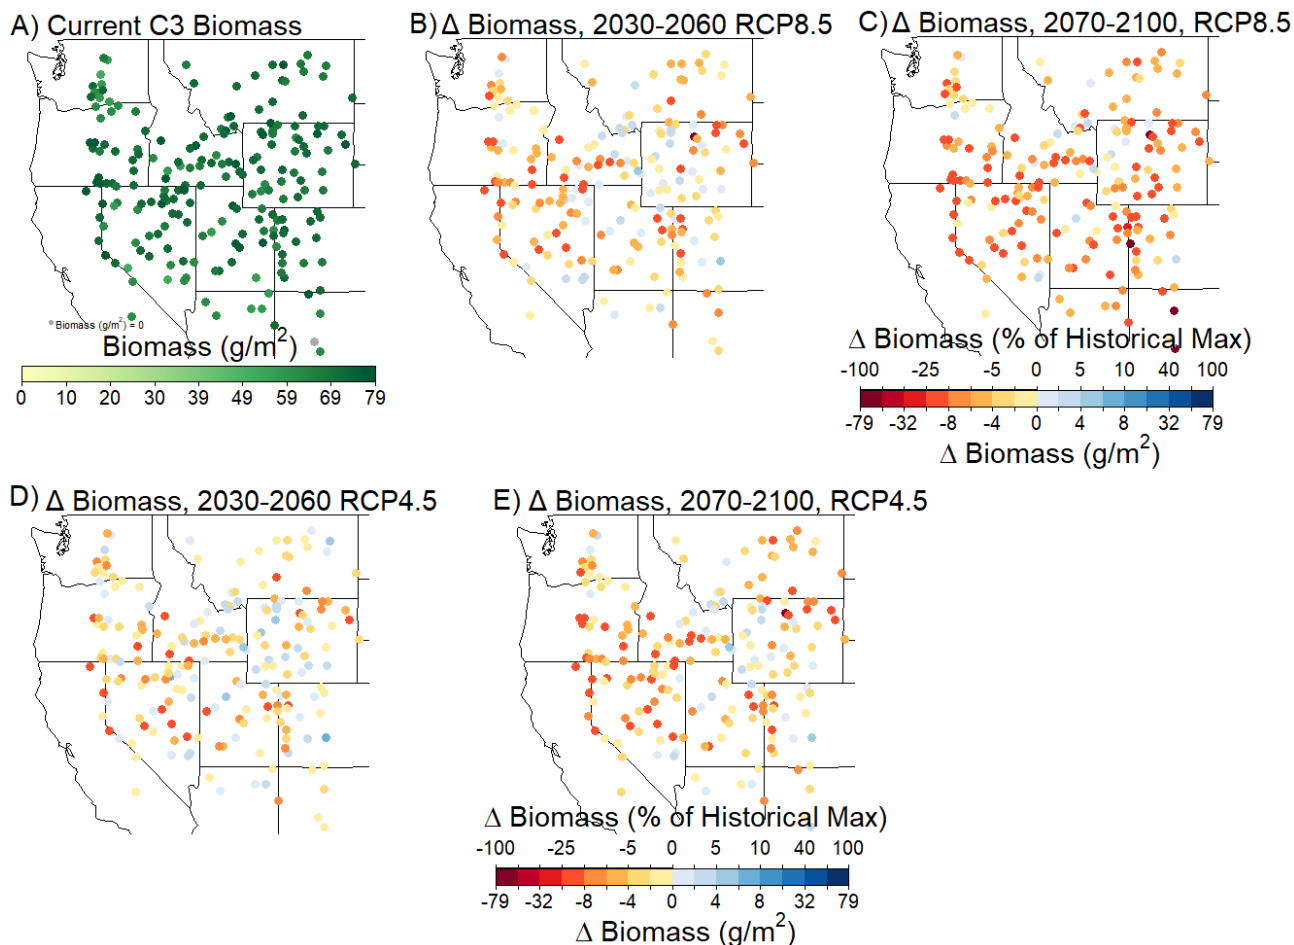 A) Current C3 Biomass
B) Δ Biomass, 2030-2060 RCP8.5
C) Δ Biomass, 2070-2100, RCP8.5
Biomass (g/m²) = 0
Biomass (g/m²)
0 10 20 30 39 49 59 69 79
Δ Biomass (% of Historical Max)
-100 -25 -5 0 5 10 40 100
-79 -32 -8 -4 0 4 8 32 79
Δ Biomass (g/m²)
D) Δ Biomass, 2030-2060 RCP4.5
E) Δ Biomass, 2070-2100, RCP4.5
Δ Biomass (% of Historical Max)
-100 -25 -5 0 5 10 40 100
-79 -32 -8 -4 0 4 8 32 79
Δ Biomass (g/m²)